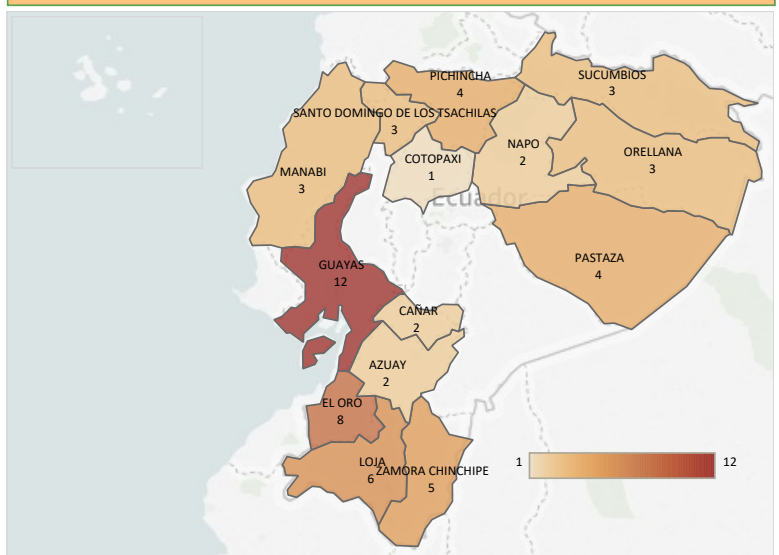 PICHINCHA
4
SUCUMBIOS
3
SANTO DOMINGO DE LOS TSACHILAS
3
NAPO
2
COTOPAXI
1
ORELLANA
3
MANABI
3
Ecuador
PASTAZA
4
GUAYAS
12
CAÑAR
2
AZUAY
2
EL ORO
8
LOJA
6
ZAMORA CHINCHIPE
5
1
12